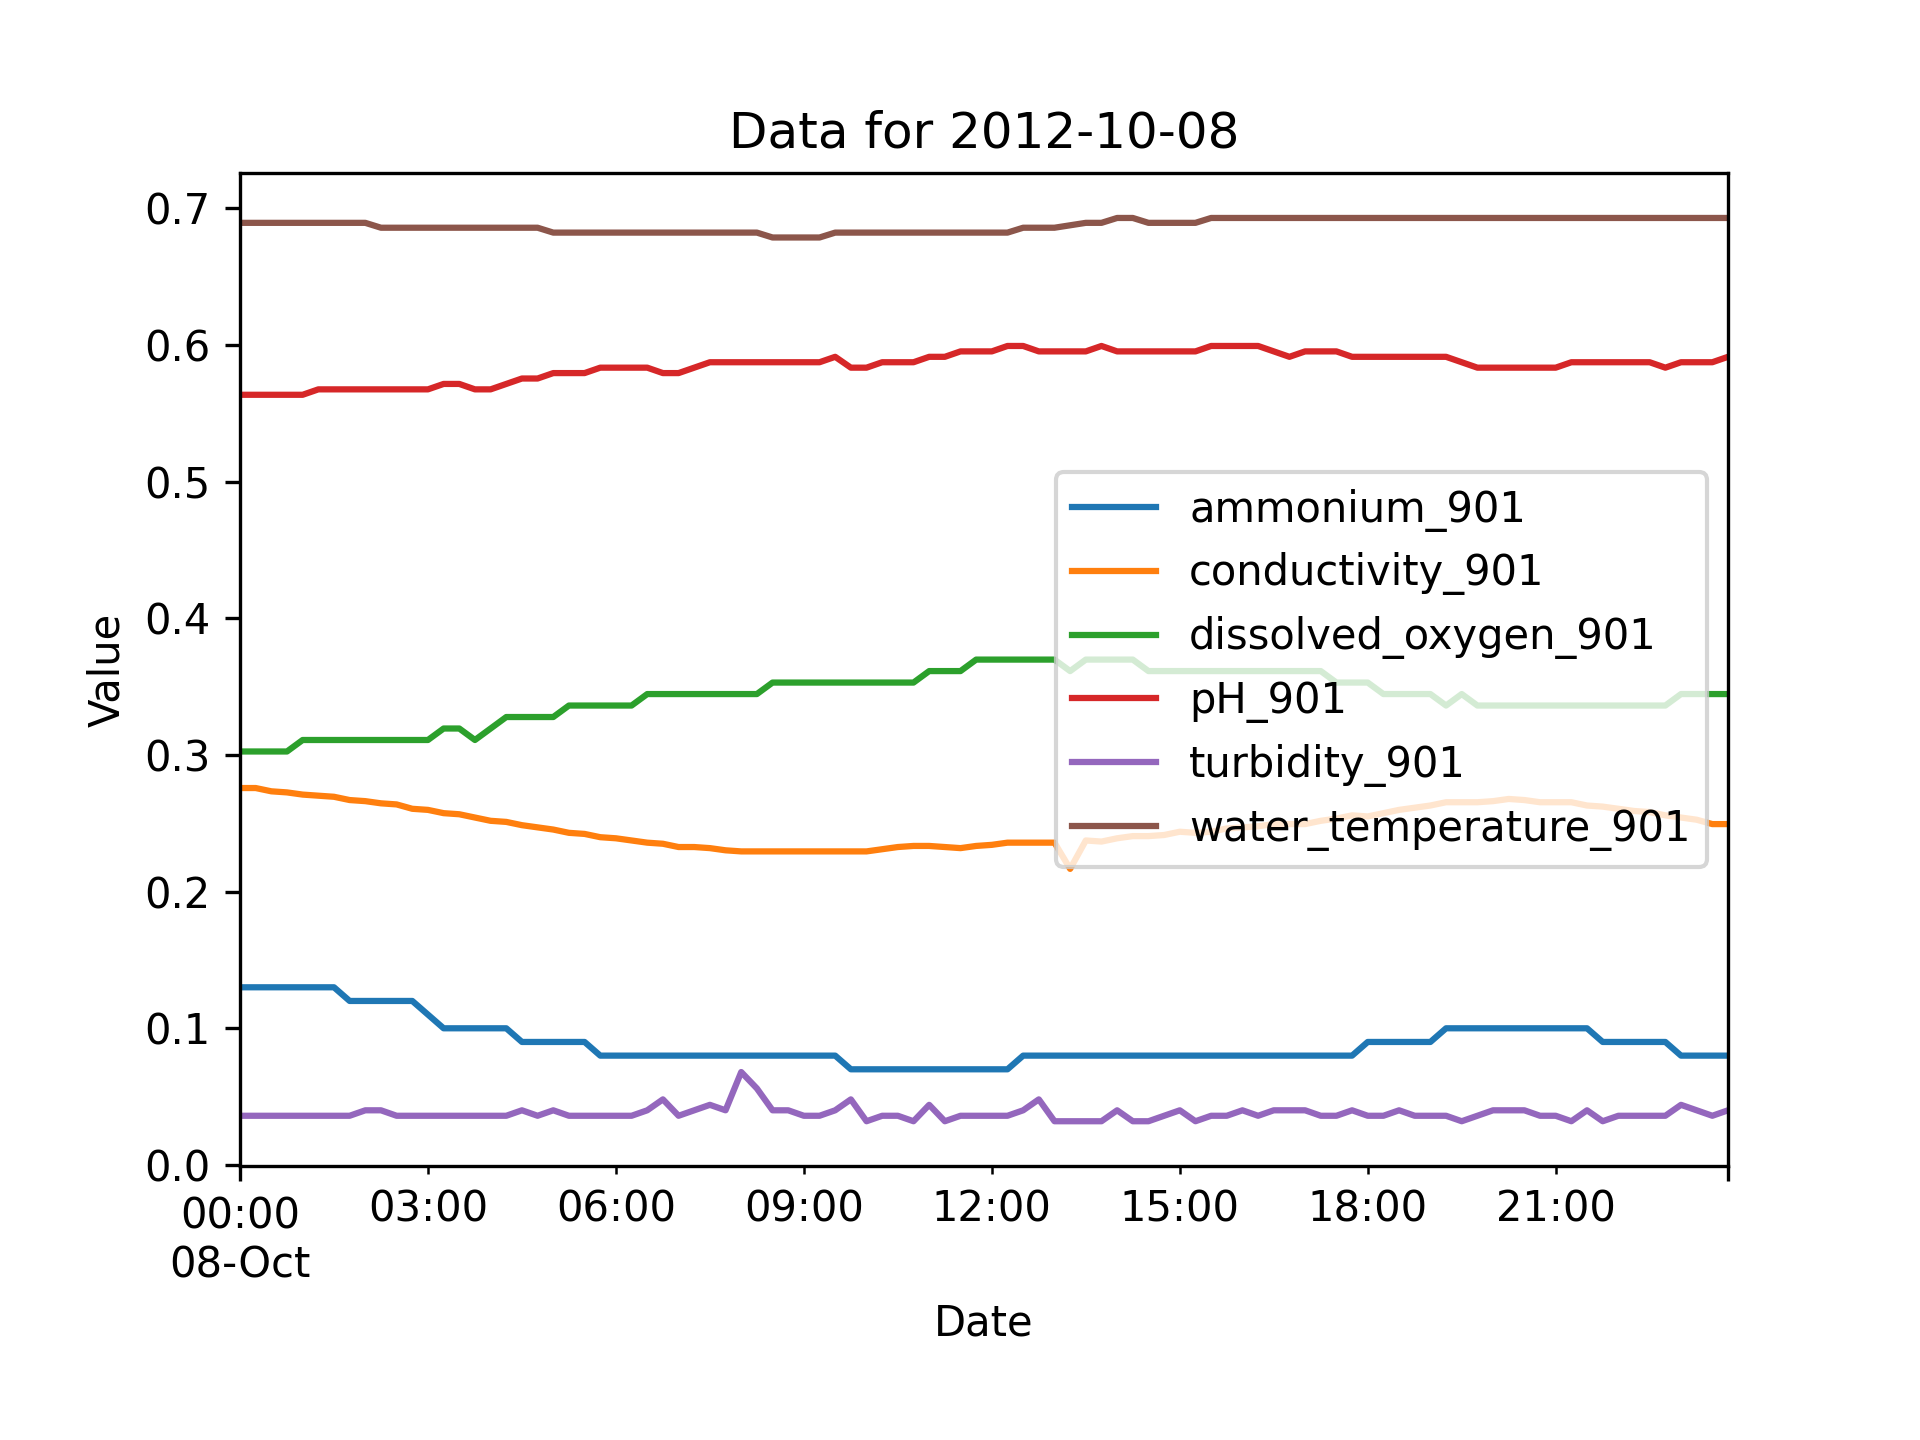 Data for 2012-10-08
0.7
0.6
0.5
0.4
0.3
0.2
0.1
0.0
Value
ammonium_901
conductivity_901
dissolved_oxygen_901
pH_901
turbidity_901
water_temperature_901
00:00 03:00 06:00 09:00 12:00 15:00 18:00 21:00
08-Oct
Date